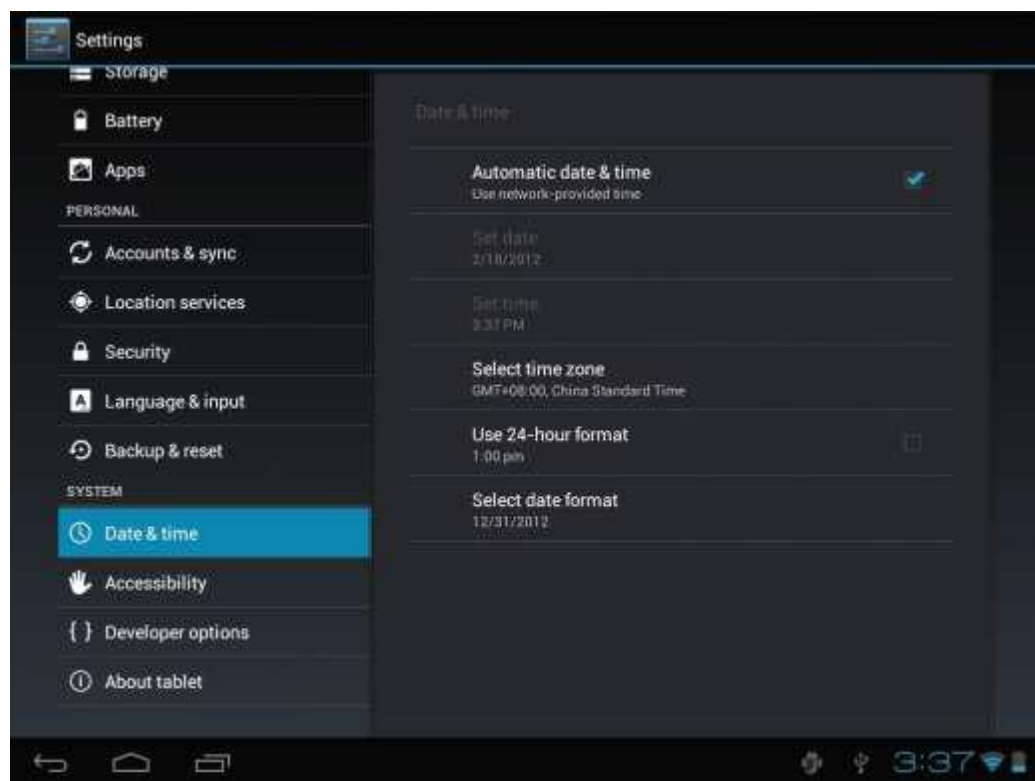 Settings
Storage
Battery
Apps
PERSONAL
Accounts & sync
Location services
Security
Language & input
Backup & reset
SYSTEM
Date & time
Accessibility
{ } Developer options
About tablet
Date & time
Automatic date & time
Use network-provided time
Set date
2/18/2012
Set time
3:37 PM
Select time zone
GMT+08:00, China Standard Time
Use 24-hour format
1:00 pm
Select date format
12/31/2012
3:37